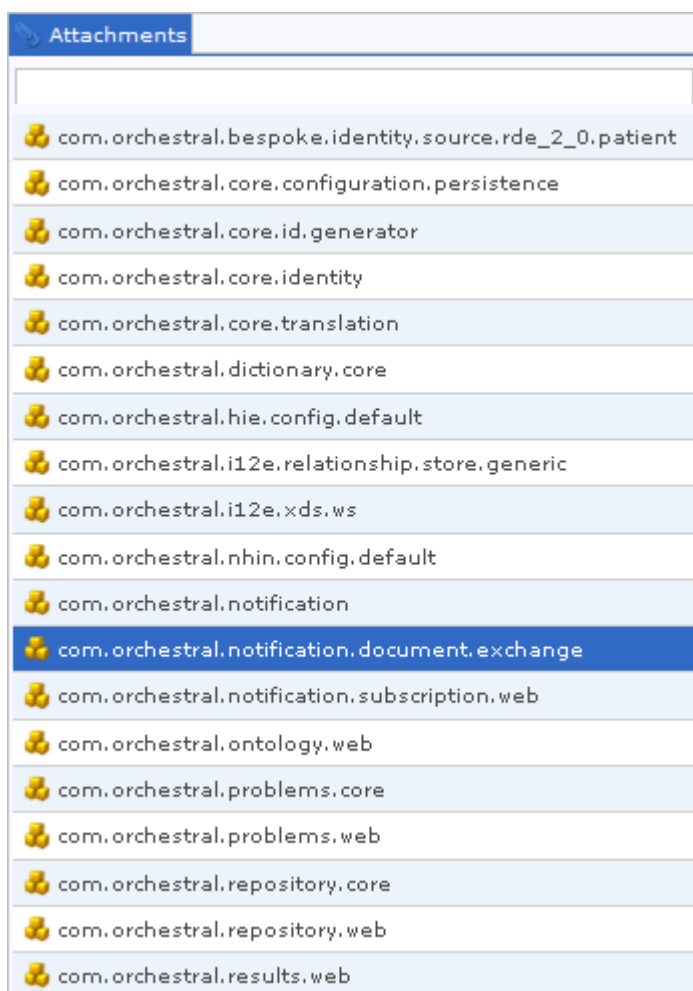 Attachments
com.orchestral.bespoke.identity.source.rde_2_0.patient
com.orchestral.core.configuration.persistence
com.orchestral.core.id.generator
com.orchestral.core.identity
com.orchestral.core.translation
com.orchestral.dictionary.core
com.orchestral.hie.config.default
com.orchestral.i12e.relationship.store.generic
com.orchestral.i12e.xds.ws
com.orchestral.nhin.config.default
com.orchestral.notification
com.orchestral.notification.document.exchange
com.orchestral.notification.subscription.web
com.orchestral.ontology.web
com.orchestral.problems.core
com.orchestral.problems.web
com.orchestral.repository.core
com.orchestral.repository.web
com.orchestral.results.web